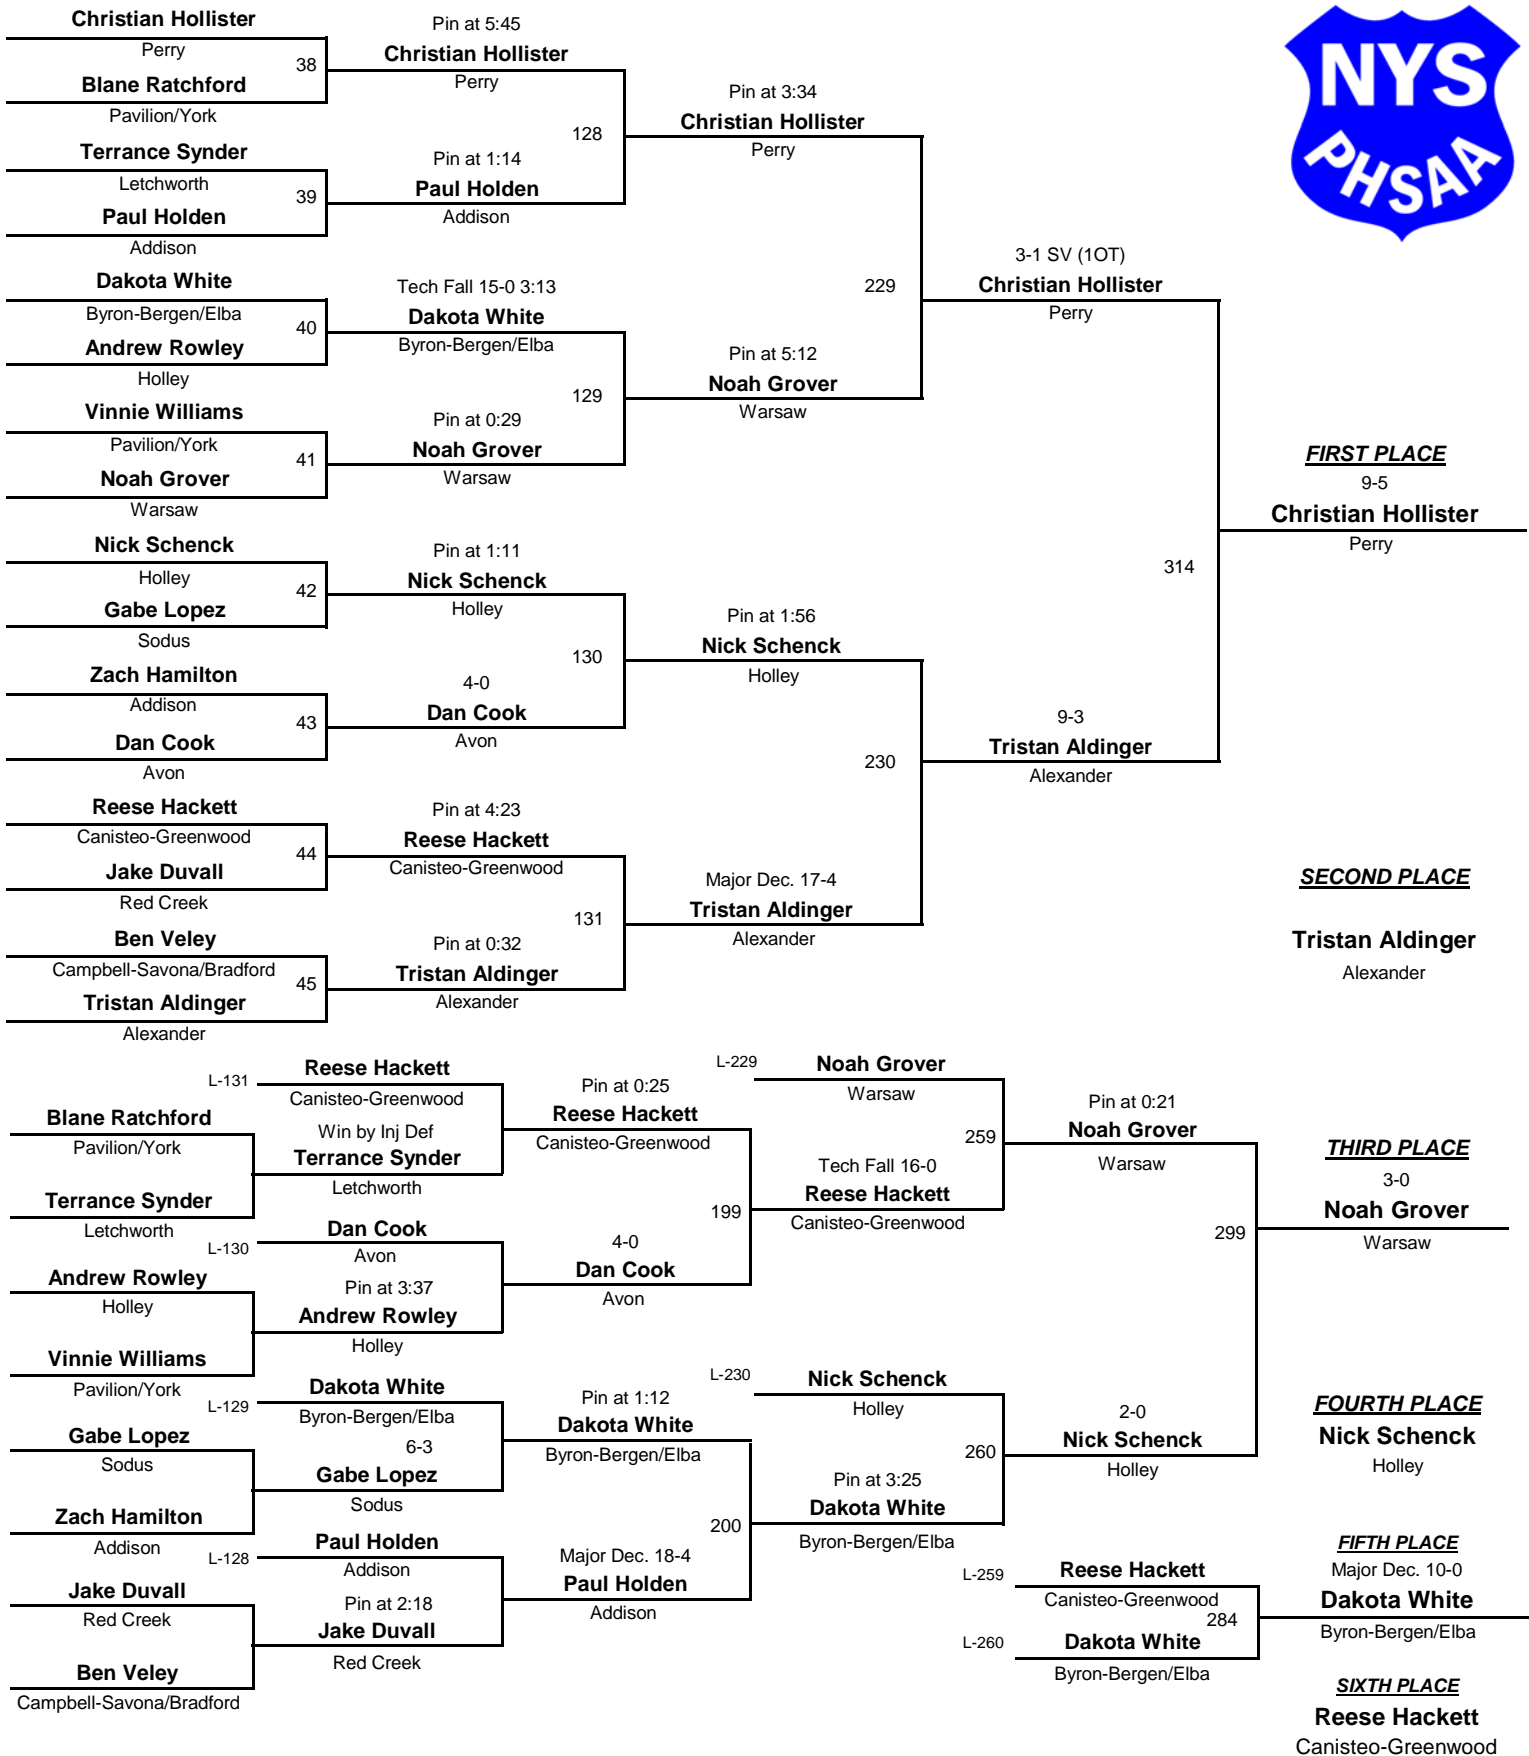 Christian Hollister
Perry
38
Blane Ratchford
Pavilion/York
Terrance Synder
Letchworth
39
Paul Holden
Addison
Dakota White
Byron-Bergen/Elba
40
Andrew Rowley
Holley
Vinnie Williams
Pavilion/York
41
Noah Grover
Warsaw
Nick Schenck
Holley
42
Gabe Lopez
Sodus
Zach Hamilton
Addison
43
Dan Cook
Avon
Reese Hackett
Canisteo-Greenwood
44
Jake Duvall
Red Creek
Ben Veley
Campbell-Savona/Bradford
45
Tristan Aldinger
Alexander
Pin at 5:45
Christian Hollister
Perry
128
Pin at 1:14
Paul Holden
Addison
Tech Fall 15-0 3:13
Dakota White
Byron-Bergen/Elba
129
Pin at 0:29
Noah Grover
Warsaw
Pin at 1:11
Nick Schenck
Holley
130
4-0
Dan Cook
Avon
Pin at 4:23
Reese Hackett
Canisteo-Greenwood
131
Pin at 0:32
Tristan Aldinger
Alexander
Pin at 3:34
Christian Hollister
Perry
229
Pin at 5:12
Noah Grover
Warsaw
Pin at 1:56
Nick Schenck
Holley
230
Major Dec. 17-4
Tristan Aldinger
Alexander
3-1 SV (1OT)
Christian Hollister
Perry
314
9-3
Tristan Aldinger
Alexander
NYS
PHSAA
FIRST PLACE
9-5
Christian Hollister
Perry
SECOND PLACE
Tristan Aldinger
Alexander
L-131
Blane Ratchford
Pavilion/York
Terrance Synder
Letchworth
L-130
Andrew Rowley
Holley
Vinnie Williams
Pavilion/York
L-129
Gabe Lopez
Sodus
Zach Hamilton
Addison
L-128
Jake Duvall
Red Creek
Ben Veley
Campbell-Savona/Bradford
Reese Hackett
Canisteo-Greenwood
Win by Inj Def
Terrance Synder
Letchworth
Dan Cook
Avon
Pin at 3:37
Andrew Rowley
Holley
Dakota White
Byron-Bergen/Elba
6-3
Gabe Lopez
Sodus
Paul Holden
Addison
Pin at 2:18
Jake Duvall
Red Creek
Pin at 0:25
Reese Hackett
Canisteo-Greenwood
199
4-0
Dan Cook
Avon
Pin at 1:12
Dakota White
Byron-Bergen/Elba
200
Major Dec. 18-4
Paul Holden
Addison
L-229
Noah Grover
Warsaw
259
Tech Fall 16-0
Reese Hackett
Canisteo-Greenwood
L-230
Nick Schenck
Holley
260
Pin at 3:25
Dakota White
Byron-Bergen/Elba
Pin at 0:21
Noah Grover
Warsaw
299
2-0
Nick Schenck
Holley
L-259
Reese Hackett
Canisteo-Greenwood
284
L-260
Dakota White
Byron-Bergen/Elba
THIRD PLACE
3-0
Noah Grover
Warsaw
FOURTH PLACE
Nick Schenck
Holley
FIFTH PLACE
Major Dec. 10-0
Dakota White
Byron-Bergen/Elba
SIXTH PLACE
Reese Hackett
Canisteo-Greenwood